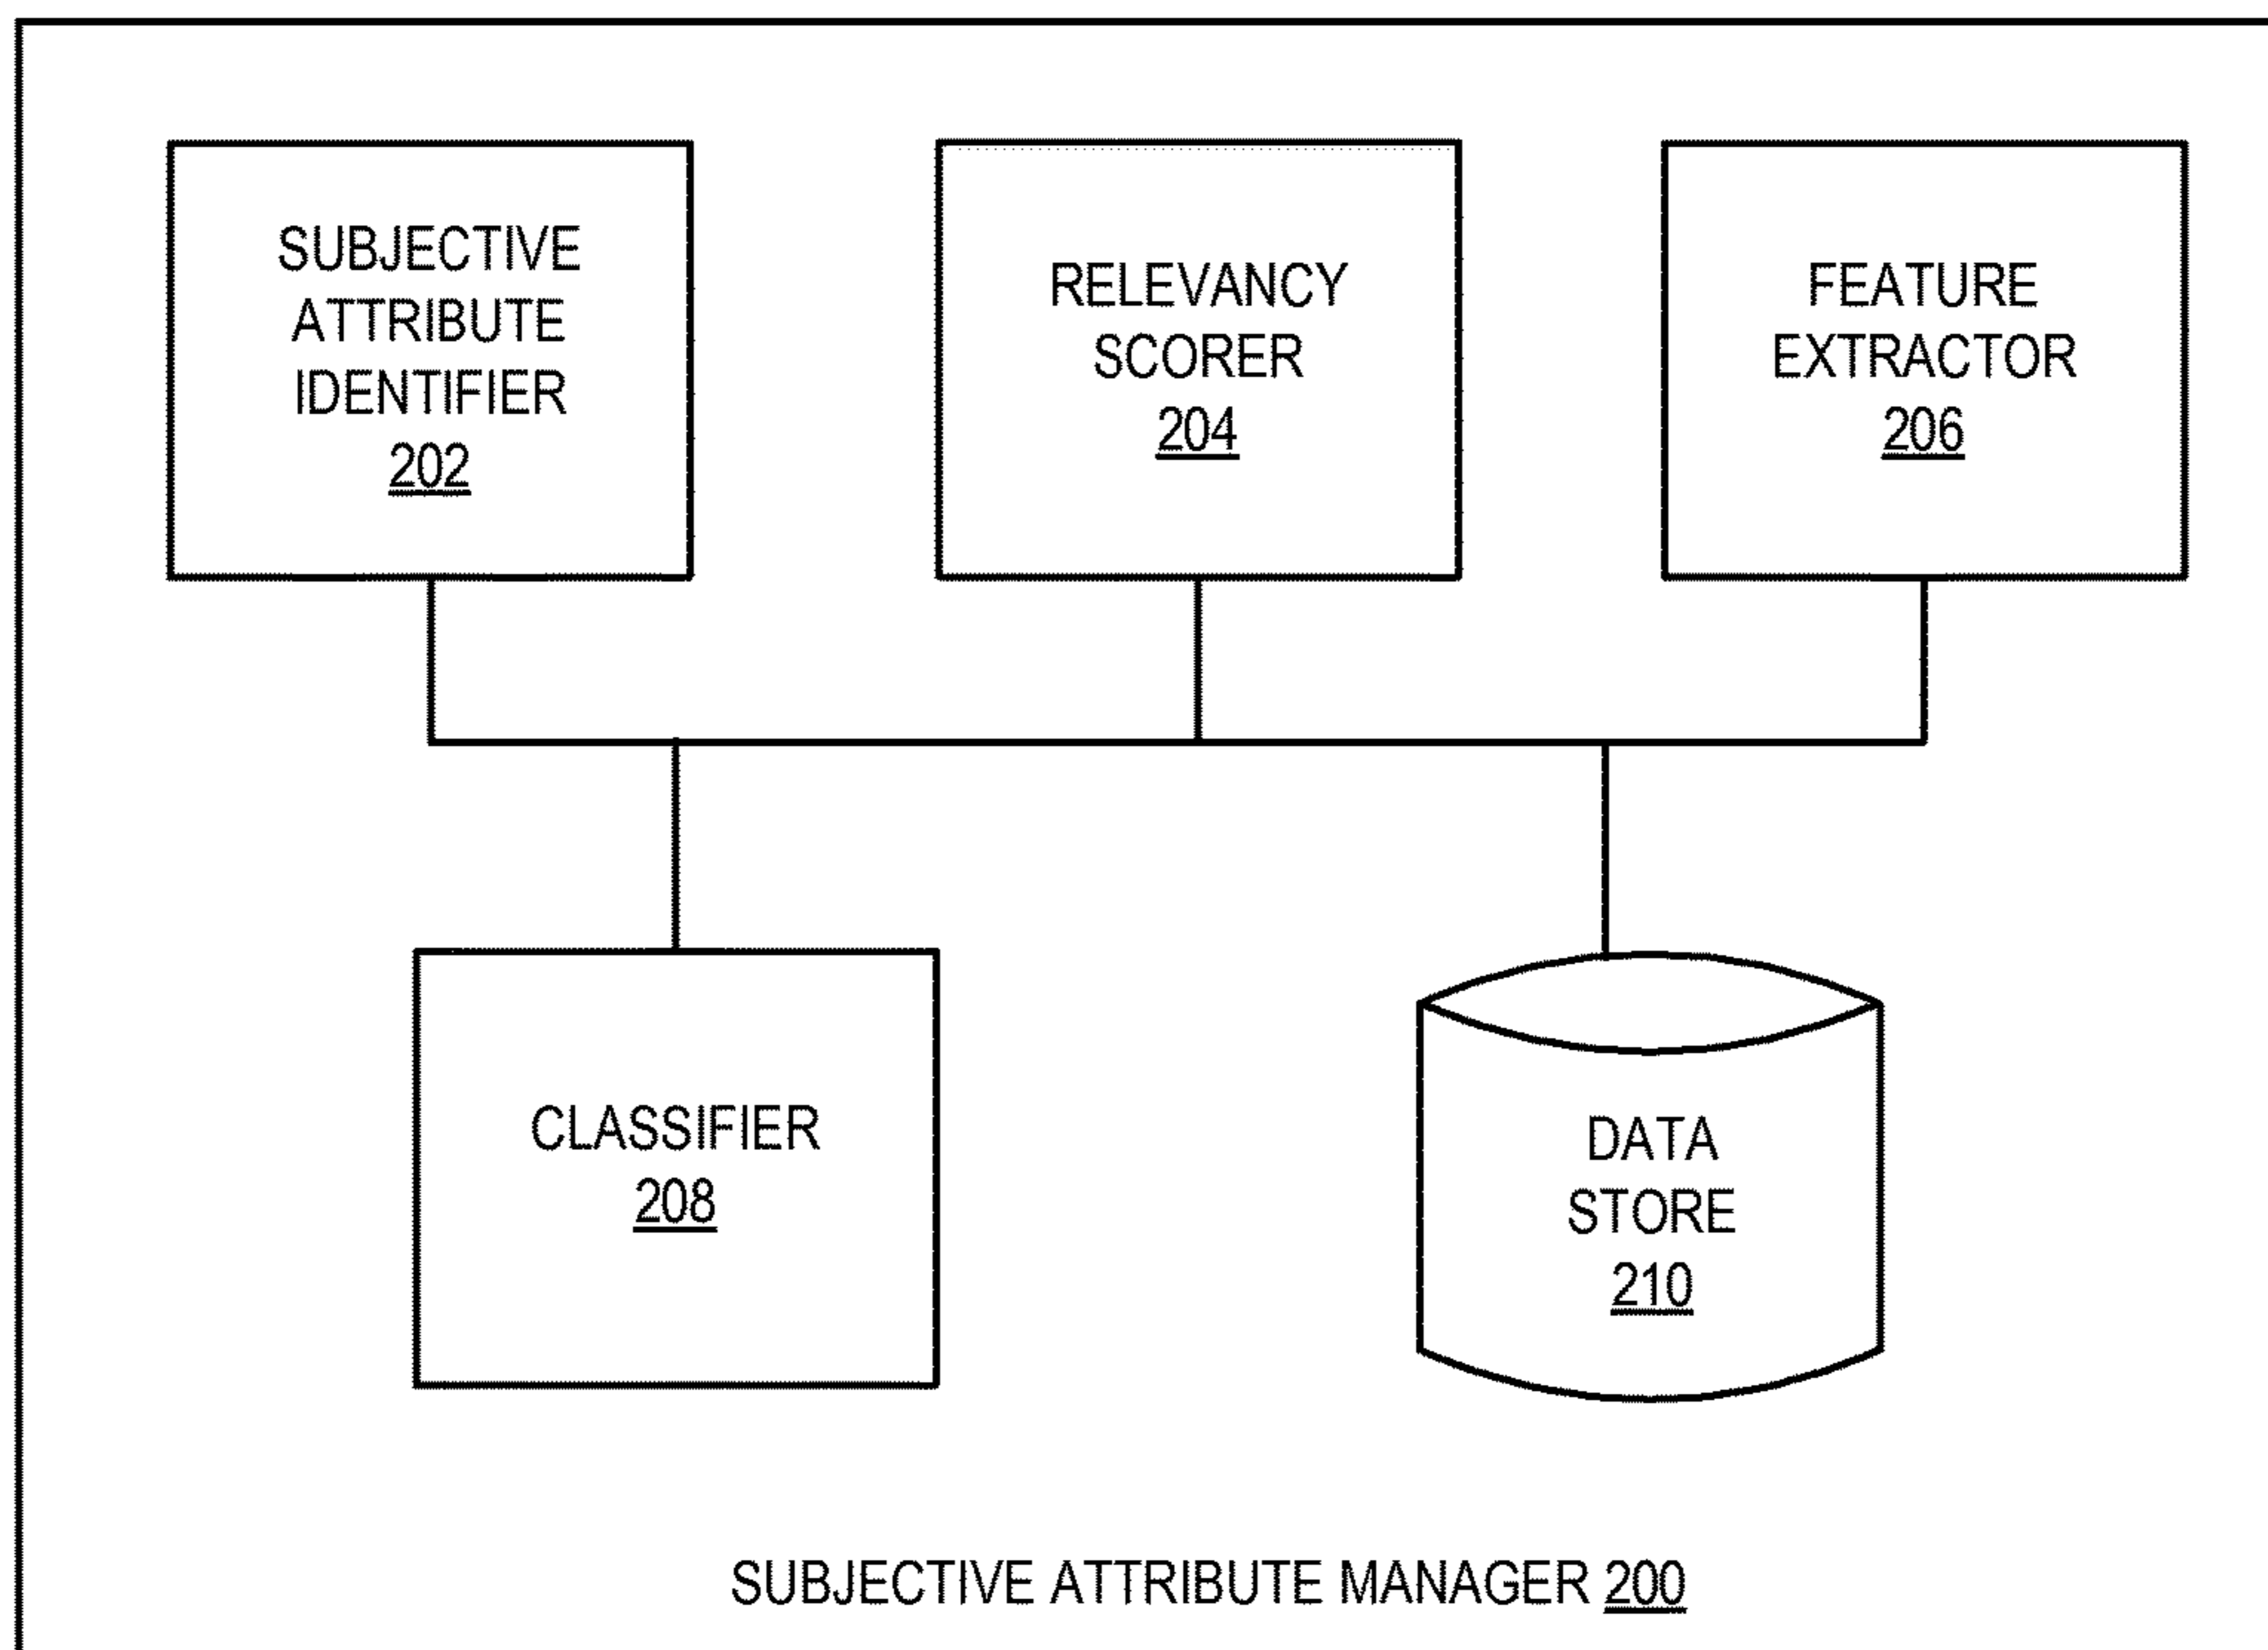 SUBJECTIVE
ATTRIBUTE
IDENTIFIER
202
RELEVANCY
SCORER
204
FEATURE
EXTRACTOR
206
CLASSIFIER
208
DATA
STORE
210
SUBJECTIVE ATTRIBUTE MANAGER 200